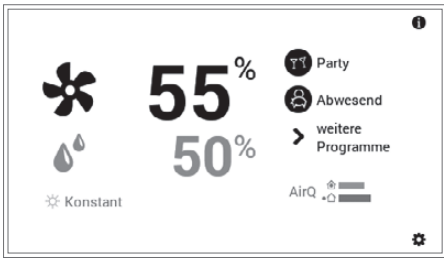 55%
Party
Abwesend
50%
weitere
Programme
Konstant
AirQ